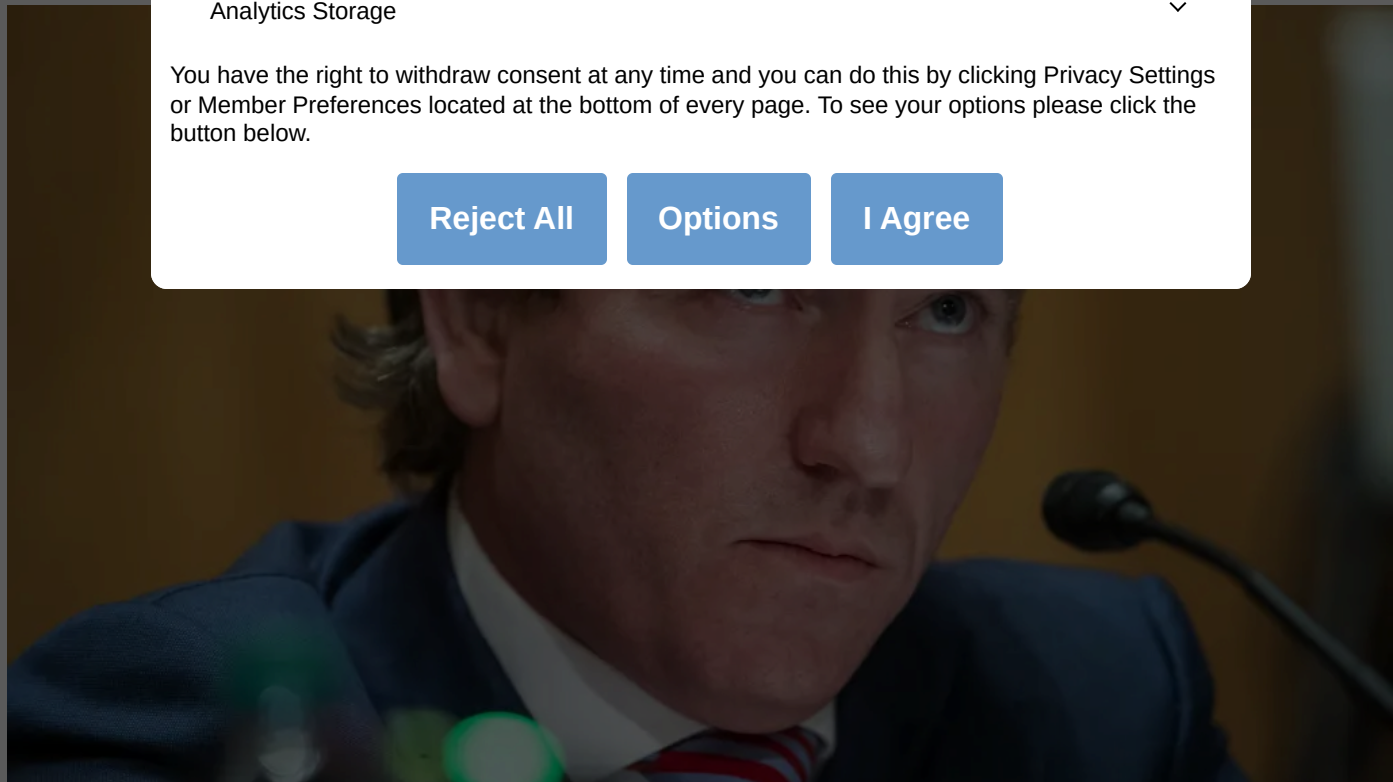 Analytics Storage
You have the right to withdraw consent at any time and you can do this by clicking Privacy Settings
or Member Preferences located at the bottom of every page. To see your options please click the
button below.
Reject All
Options
I Agree